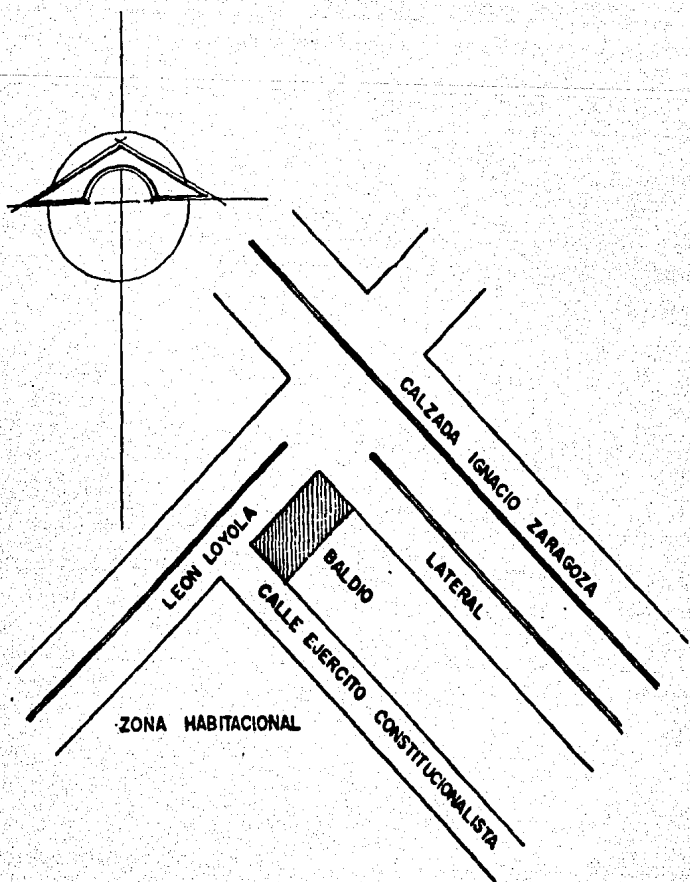 CALZADA IGNACIO ZARAGOZA
LEON LOYOLA
BALDIO
LATERAL
CALLE EJERCITO CONSTITUCIONALISTA
ZONA HABITACIONAL